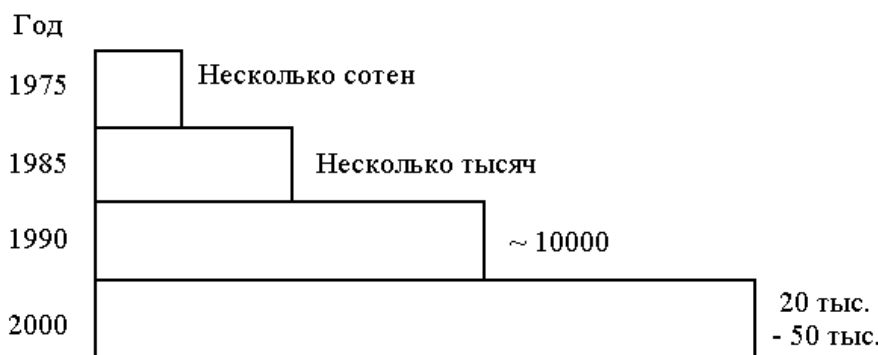 Год
1975 Несколько сотен
1985 Несколько тысяч
1990 ~ 10000
2000 20 тыс.
- 50 тыс.